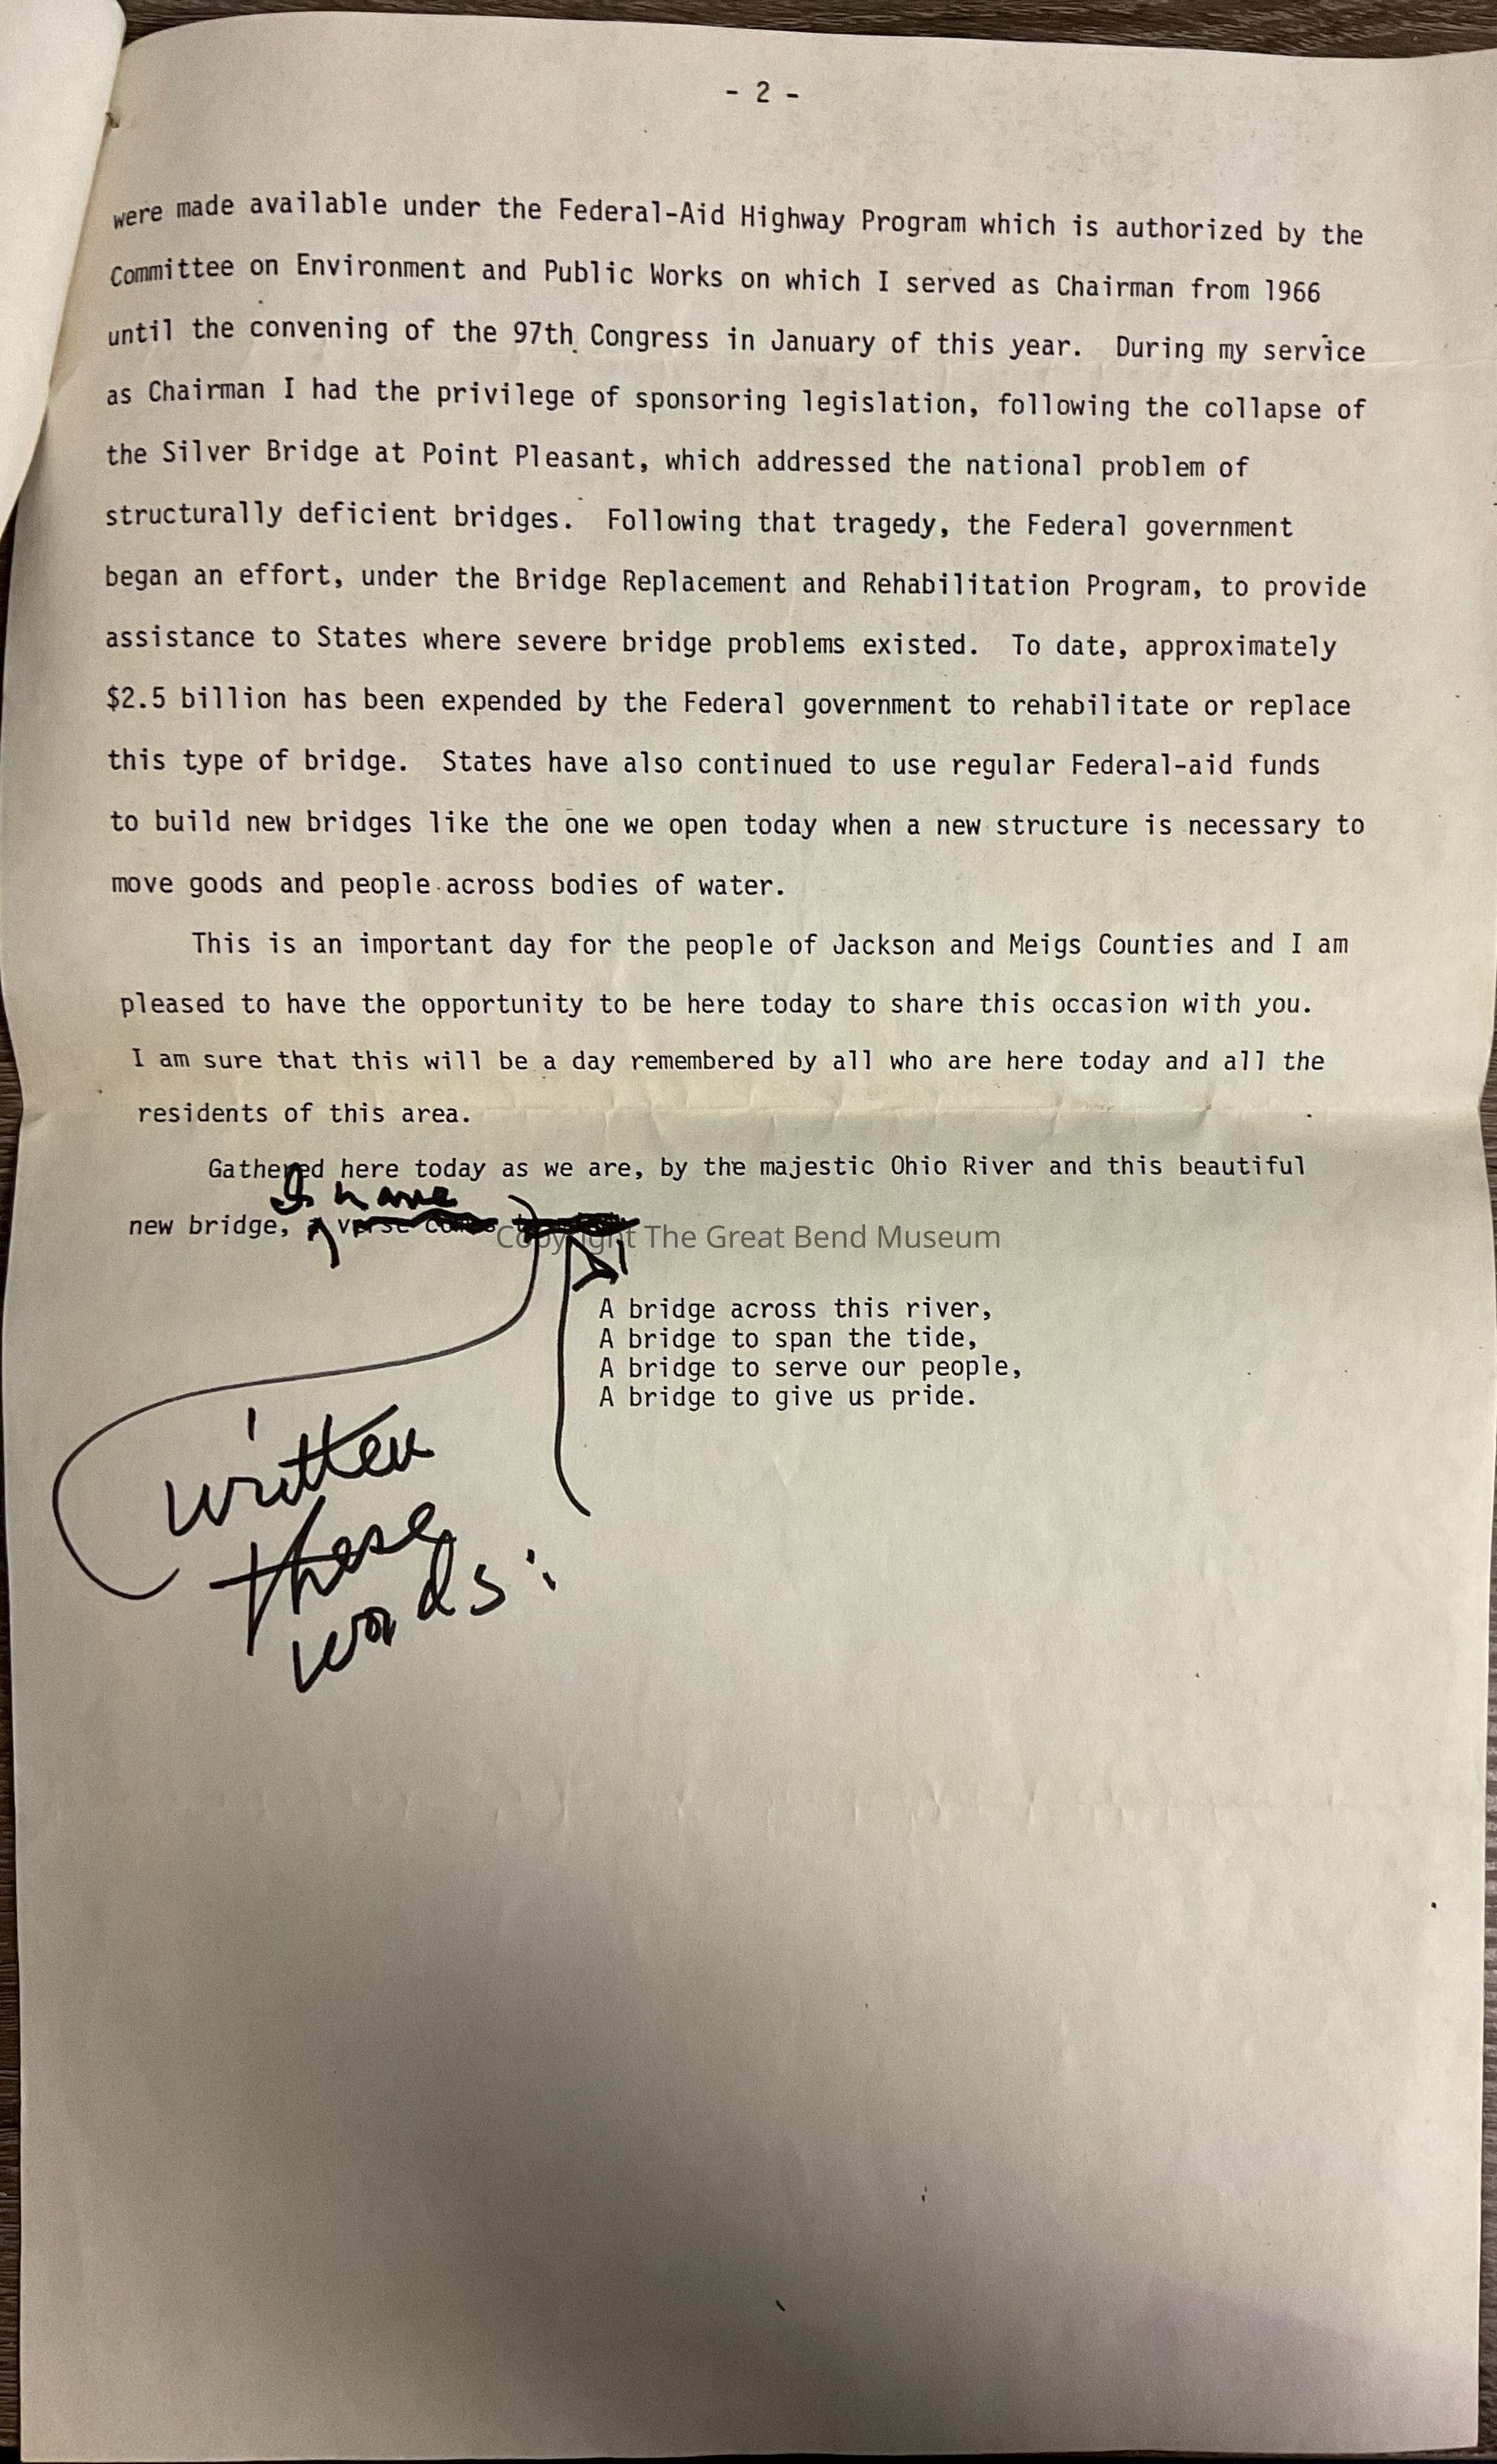 - 2 -
were made available under the Federal-Aid Highway Program which is authorized by the
Committee on Environment and Public Works on which I served as Chairman from 1966
until the convening of the 97th Congress in January of this year. During my service
as Chairman I had the privilege of sponsoring legislation, following the collapse of
the Silver Bridge at Point Pleasant, which addressed the national problem of
structurally deficient bridges. Following that tragedy, the Federal government
began an effort, under the Bridge Replacement and Rehabilitation Program, to provide
assistance to States where severe bridge problems existed. To date, approximately
$2.5 billion has been expended by the Federal government to rehabilitate or replace
this type of bridge. States have also continued to use regular Federal-aid funds
to build new bridges like the one we open today when a new structure is necessary to
move goods and people across bodies of water.
This is an important day for the people of Jackson and Meigs Counties and I am
pleased to have the opportunity to be here today to share this occasion with you.
I am sure that this will be a day remembered by all who are here today and all the
residents of this area.
Gathered here today as we are, by the majestic Ohio River and this beautiful
I have
new bridge, a verse comes
Copyright The Great Bend Museum
A bridge across this river,
A bridge to span the tide,
A bridge to serve our people,
A bridge to give us pride.
written
these
words: